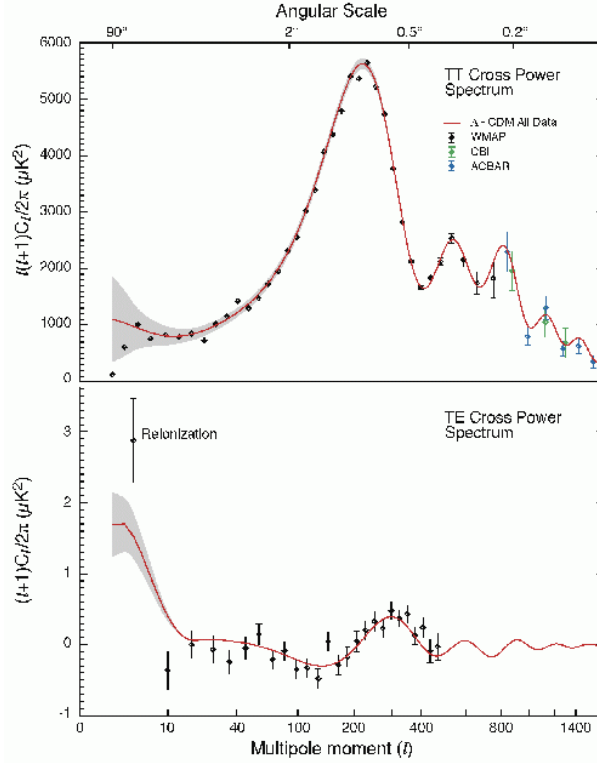 Angular Scale
90° 2° 0.5° 0.2°
6000
TT Cross Power
Spectrum
5000
Λ - CDM All Data
WMAP
CBI
ACBAR
4000
l(l+1)Cl/2π (μK²)
3000
2000
1000
0
TE Cross Power
Spectrum
3
Reionization
(l+1)Cl/2π (μK²)
2
1
0
-1
0 10 40 100 200 400 800 1400
Multipole moment (l)